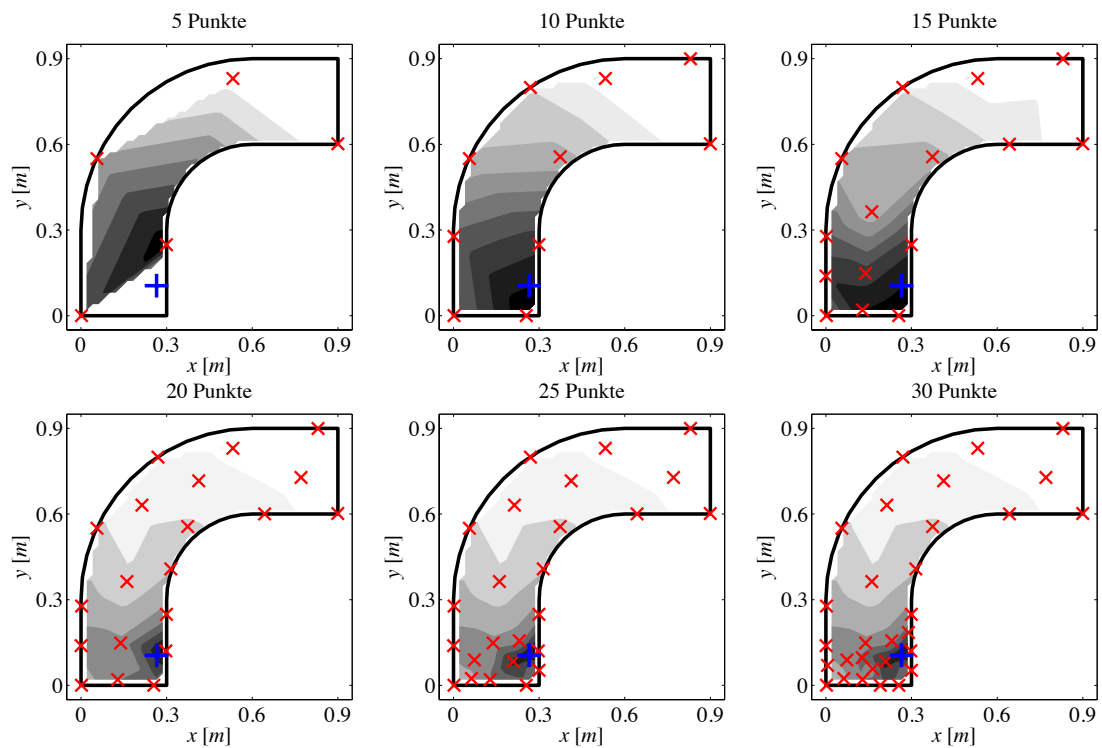 5 Punkte
10 Punkte
15 Punkte
0.9
0.6
0.3
0
y [m]
0 0.3 0.6 0.9
x [m]
0.9
0.6
0.3
0
y [m]
0 0.3 0.6 0.9
x [m]
0.9
0.6
0.3
0
y [m]
0 0.3 0.6 0.9
x [m]
20 Punkte
25 Punkte
30 Punkte
0.9
0.6
0.3
0
y [m]
0 0.3 0.6 0.9
x [m]
0.9
0.6
0.3
0
y [m]
0 0.3 0.6 0.9
x [m]
0.9
0.6
0.3
0
y [m]
0 0.3 0.6 0.9
x [m]